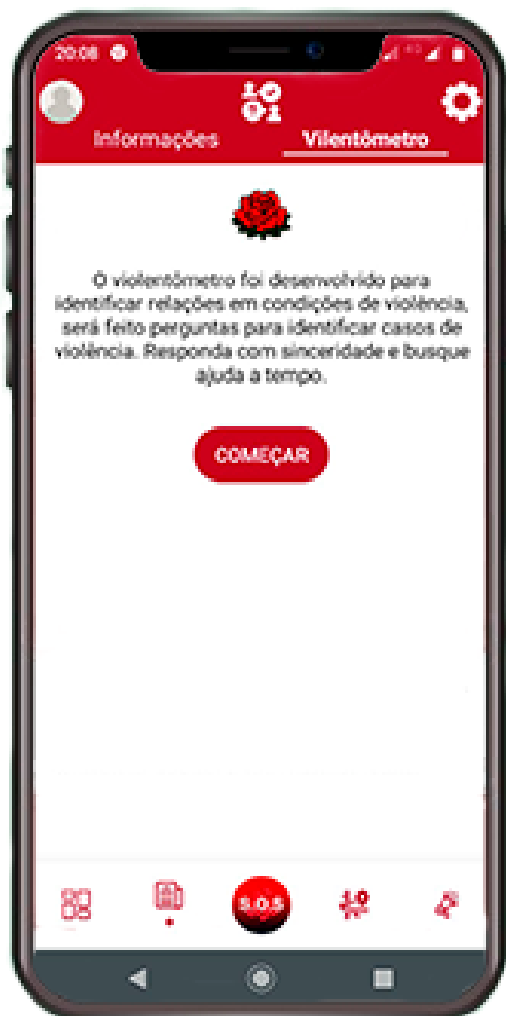 20:08
Informações
Vilentômetro
O violentômetro foi desenvolvido para
identificar relações em condições de violência,
será feito perguntas para identificar casos de
violência. Responda com sinceridade e busque
ajuda a tempo.
COMEÇAR
S.O.S